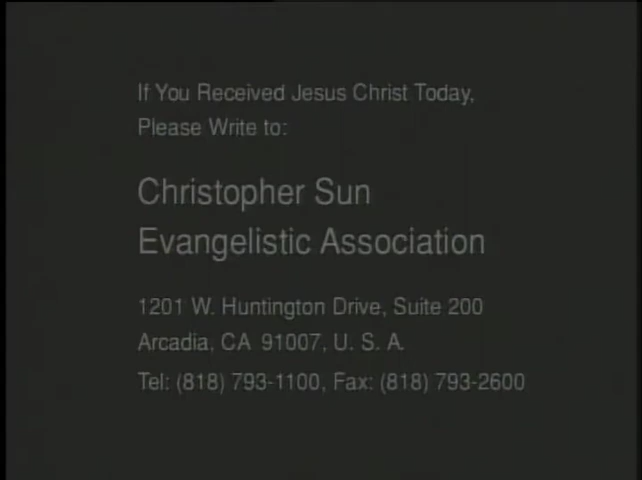 If You Received Jesus Christ Today,
Please Write to:
Christopher Sun
Evangelistic Association
1201 W. Huntington Drive, Suite 200
Arcadia, CA 91007, U. S. A.
Tel: (818) 793-1100, Fax: (818) 793-2600